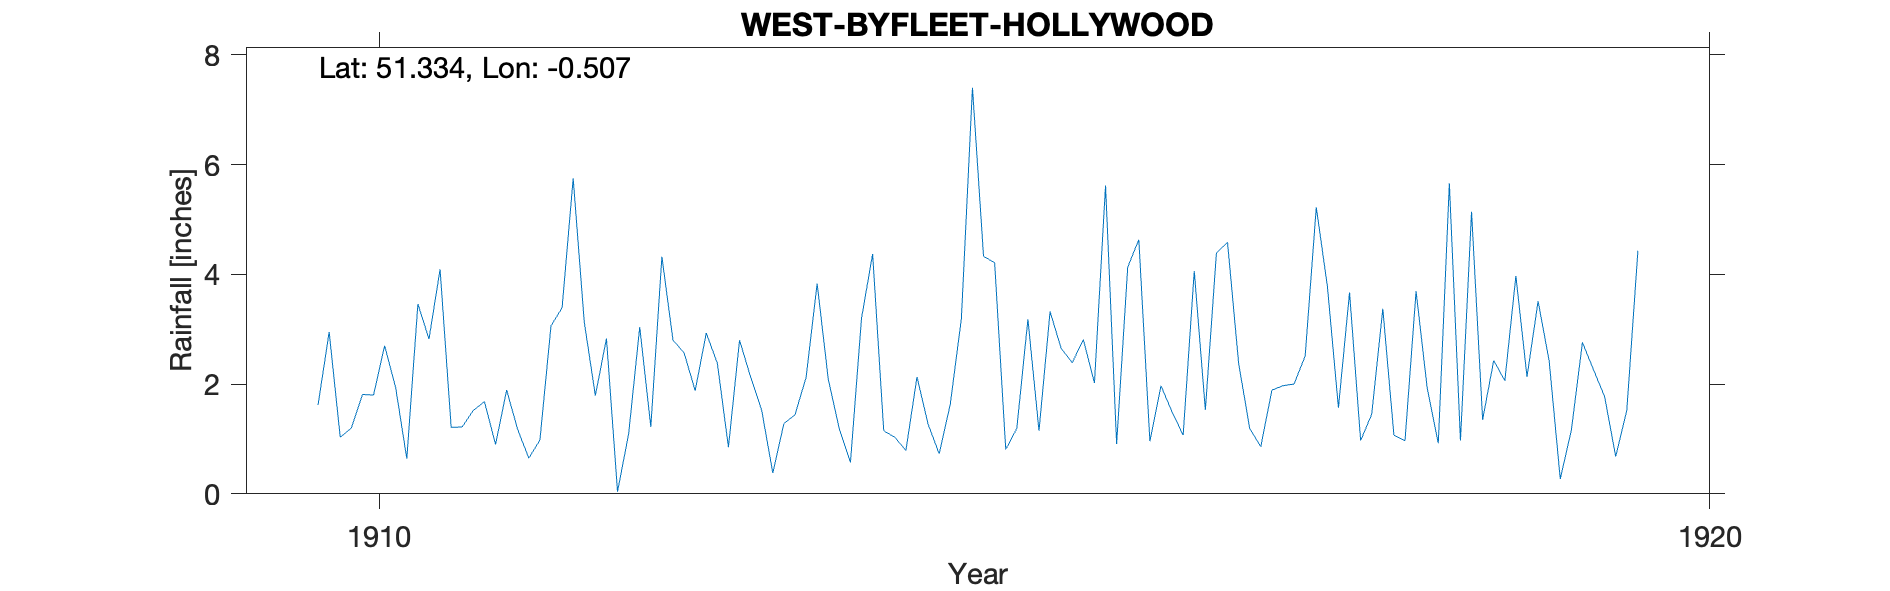 WEST-BYFLEET-HOLLYWOOD
Lat: 51.334, Lon: -0.507
8
6
4
2
0
Rainfall [inches]
1910
1920
Year